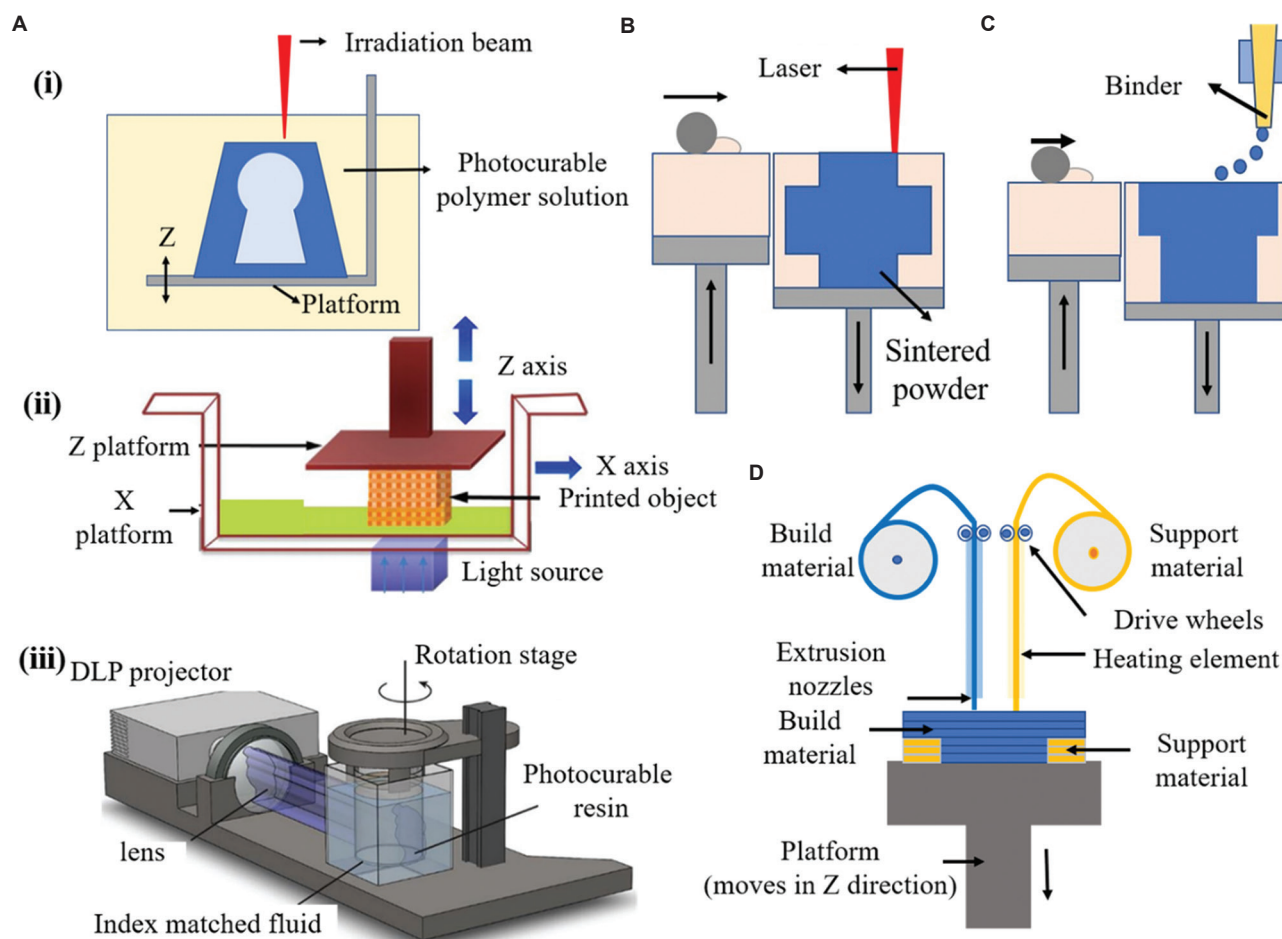 A
(i)
Irradiation beam
Photocurable
polymer solution
Z
Platform
(ii)
Z axis
Z platform
X axis
Printed object
X
platform
Light source
(iii)
DLP projector
Rotation stage
Photocurable
resin
lens
Index matched fluid
B
Laser
Sintered
powder
C
Binder
D
Build
material
Support
material
Drive wheels
Extrusion
nozzles
Heating element
Build
material
Support
material
Platform
(moves in Z direction)